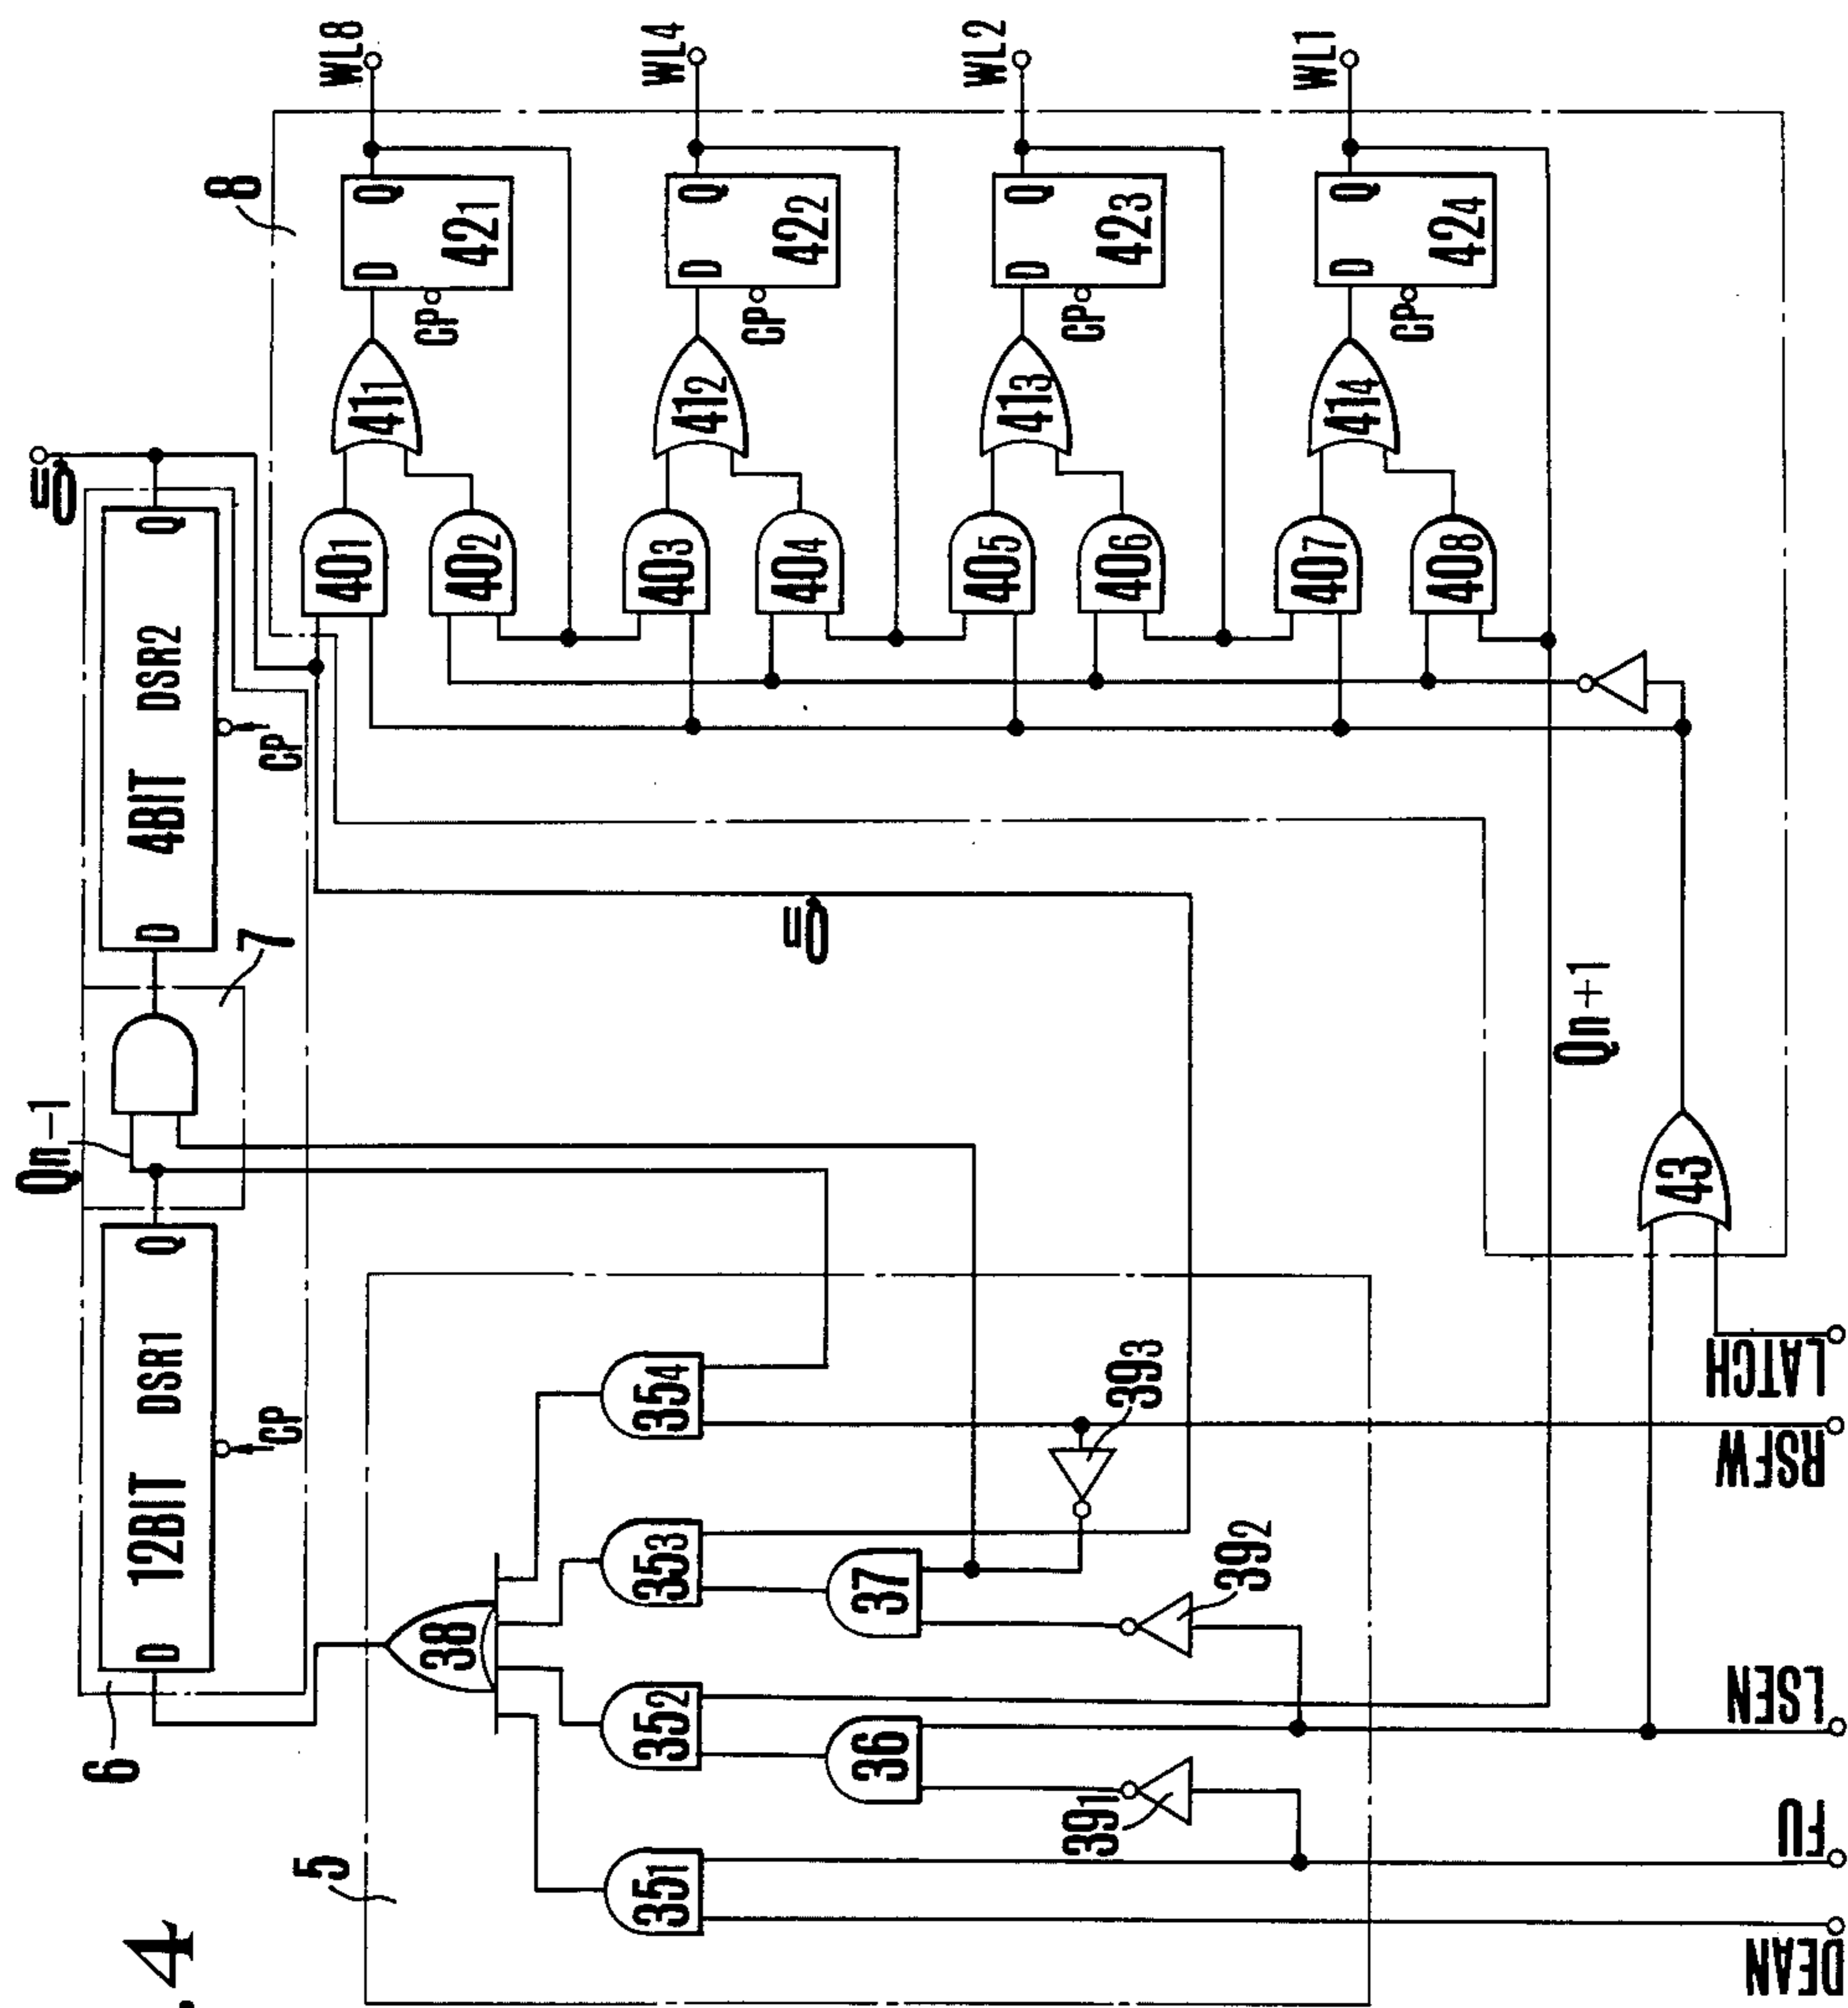 .4
6
D 12BIT DSR1 Q
CP
Qn-1
7
D 4BIT DSR2 Q
CP
Qn
5
38
351
352
353
354
36
37
391
392
393
DEAN
FU
LSEN
RSFW
LATCH
43
Qn
Qn+1
8
401
402
403
404
405
406
407
408
411
412
413
414
D Q
421
CP
WL8
D Q
422
CP
WL4
D Q
423
CP
WL2
D Q
424
CP
WL1